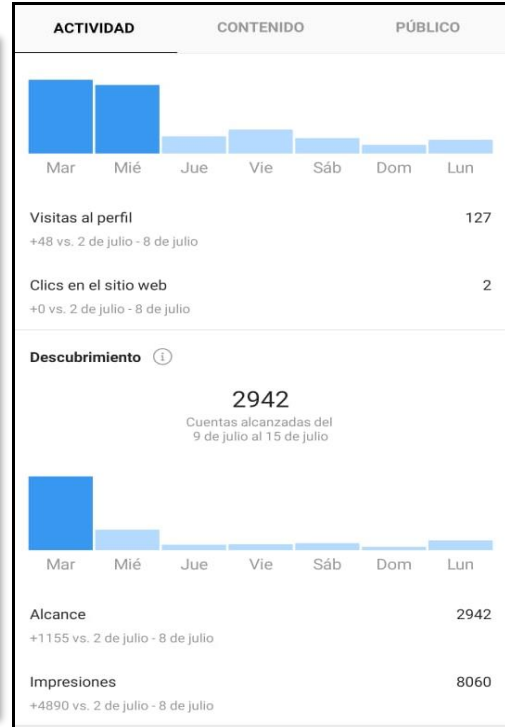 ACTIVIDAD CONTENIDO PÚBLICO
Mar Mié Jue Vie Sáb Dom Lun
Visitas al perfil 127
+48 vs. 2 de julio - 8 de julio
Clics en el sitio web 2
+0 vs. 2 de julio - 8 de julio
Descubrimiento i
2942
Cuentas alcanzadas del
9 de julio al 15 de julio
Mar Mié Jue Vie Sáb Dom Lun
Alcance 2942
+1155 vs. 2 de julio - 8 de julio
Impresiones 8060
+4890 vs. 2 de julio - 8 de julio